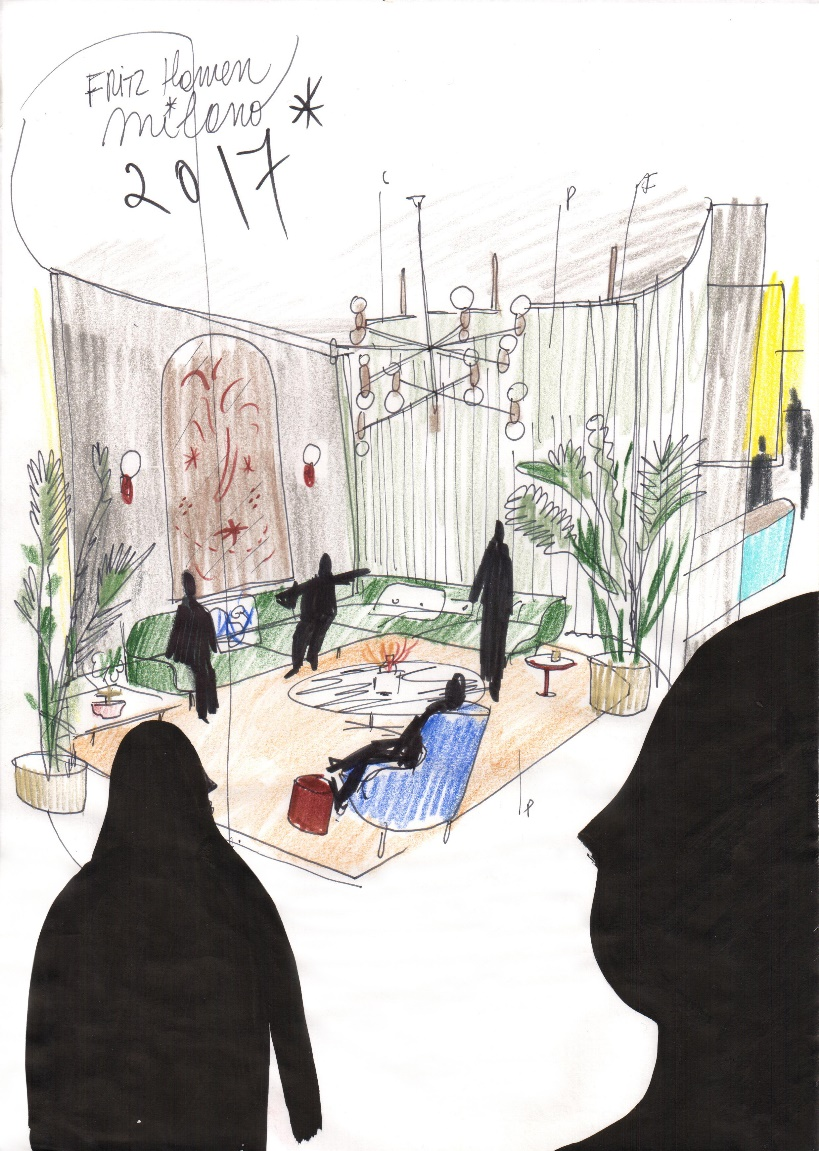 FRITZ Hansen
milano *
2017
C
P
P